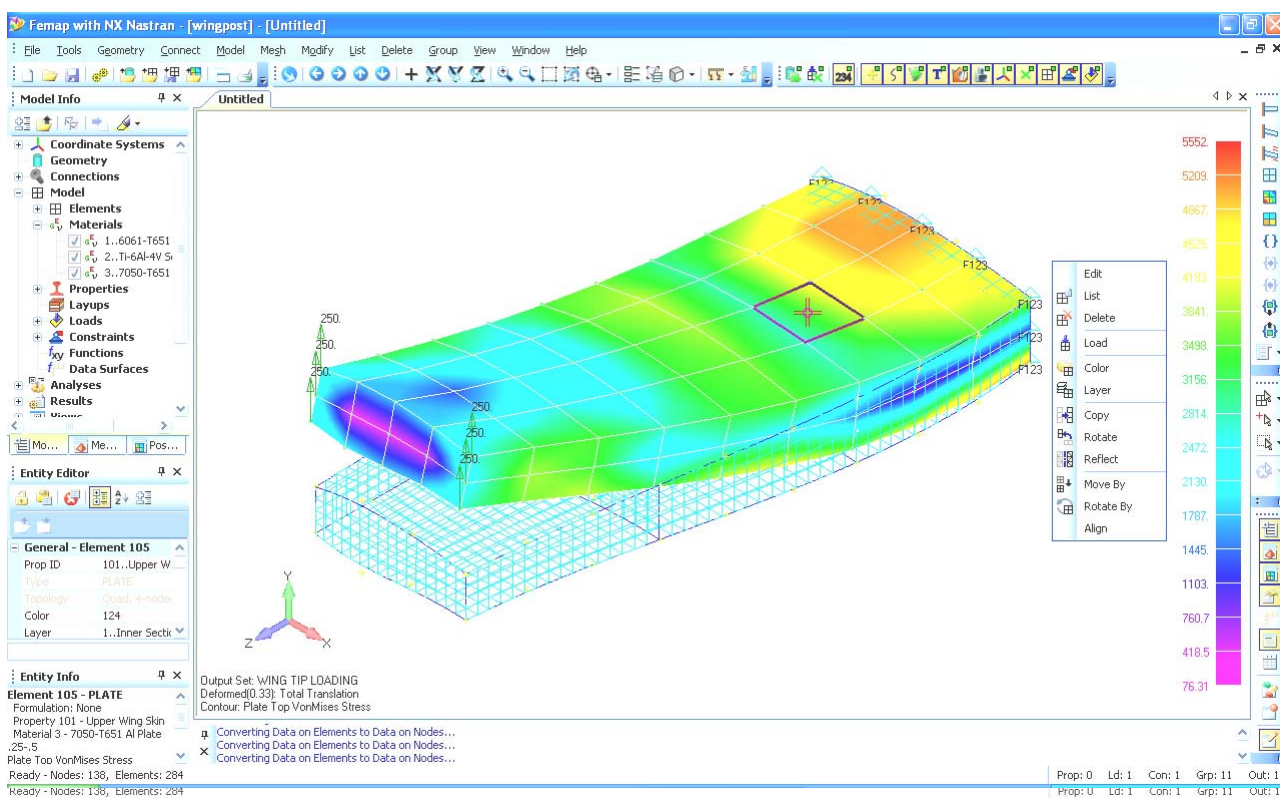 Femap with NX Nastran - [wingpost] - [Untitled]
File Tools Geometry Connect Model Mesh Modify List Delete Group View Window Help
234
T
Model Info
Untitled
Coordinate Systems
Geometry
Connections
Model
Elements
Materials
1..6061-T651
2..Ti-6Al-4V S
3..7050-T651
Properties
Layups
Loads
Constraints
fxy Functions
Data Surfaces
Analyses
Results
Views
Mo... Me... Pos...
Entity Editor
General - Element 105
Prop ID 101..Upper W
Type PLATE
Topology Quad, 4-node
Color 124
Layer 1..Inner Sectic
Entity Info
Element 105 - PLATE
Formulation: None
Property 101 - Upper Wing Skin
Material 3 - 7050-T651 Al Plate
.25-.5
Plate Top VonMises Stress
F123
F123
F123
F123
F123
F123
F123
250.
250.
250.
250.
250.
250.
Y
Z X
Output Set: WING TIP LOADING
Deformed(0.33): Total Translation
Contour: Plate Top VonMises Stress
Edit
List
Delete
Load
Color
Layer
Copy
Rotate
Reflect
Move By
Rotate By
Align
5552.
5209.
4867.
4525.
4183.
3841.
3498.
3156.
2814.
2472.
2130.
1787.
1445.
1103.
760.7
418.5
76.31
Converting Data on Elements to Data on Nodes...
Converting Data on Elements to Data on Nodes...
Converting Data on Elements to Data on Nodes...
Ready - Nodes: 138, Elements: 284 Prop: 0 Ld: 1 Con: 1 Grp: 11 Out: 1
Ready - Nodes: 138, Elements: 284 Prop: 0 Ld: 1 Con: 1 Grp: 11 Out: 1